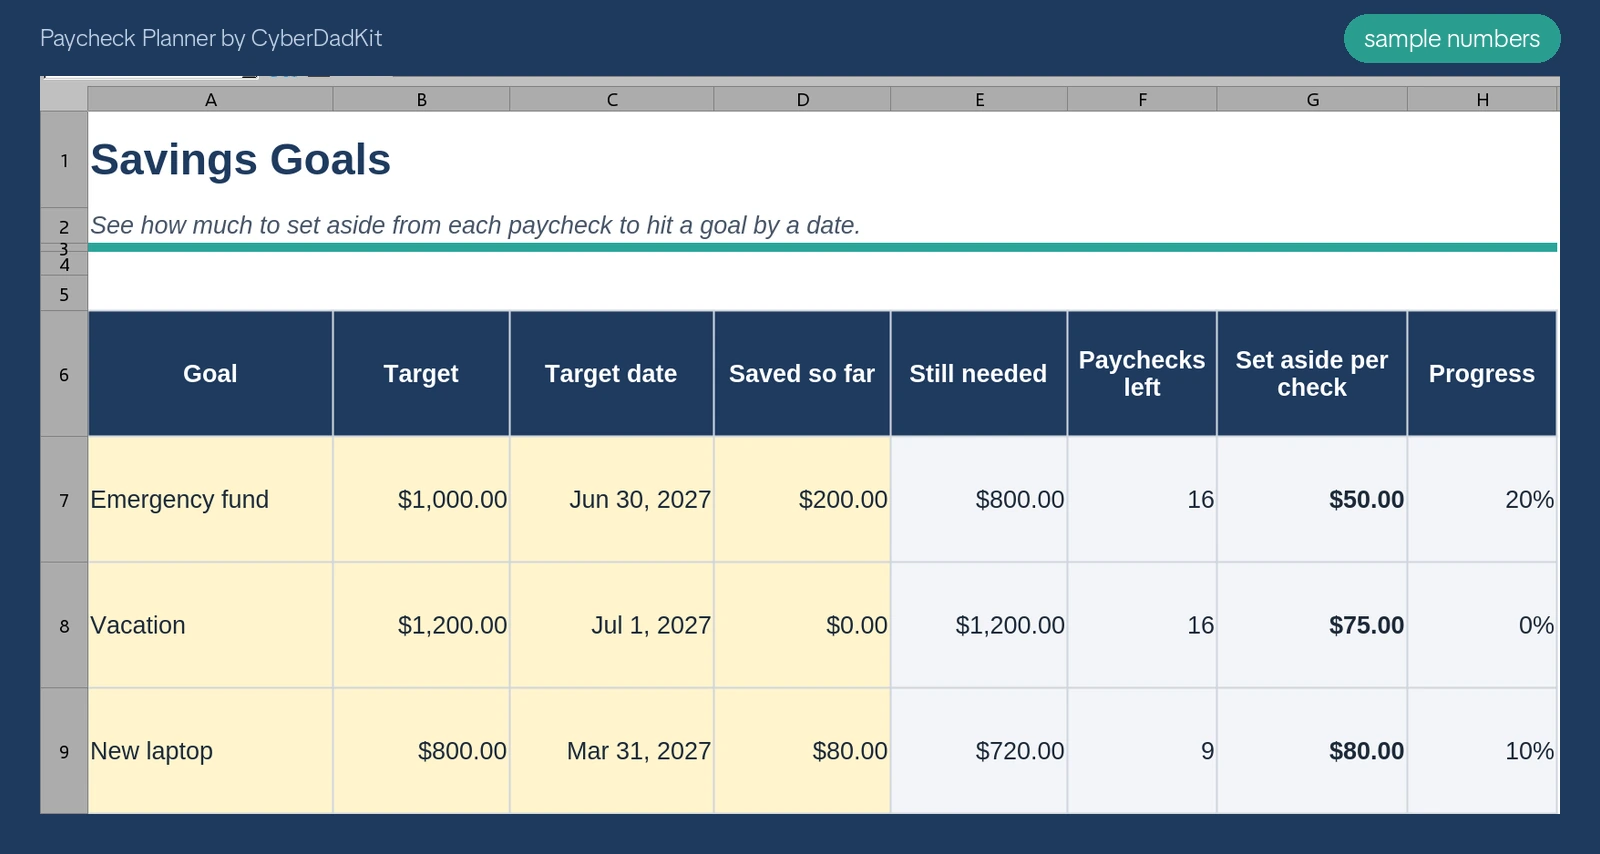 Paycheck Planner by CyberDadKit
sample numbers
A B C D E F G H
1 Savings Goals
2 See how much to set aside from each paycheck to hit a goal by a date.
3
4
5
6 Goal Target Target date Saved so far Still needed Paychecks left Set aside per check Progress
7 Emergency fund $1,000.00 Jun 30, 2027 $200.00 $800.00 16 $50.00 20%
8 Vacation $1,200.00 Jul 1, 2027 $0.00 $1,200.00 16 $75.00 0%
9 New laptop $800.00 Mar 31, 2027 $80.00 $720.00 9 $80.00 10%